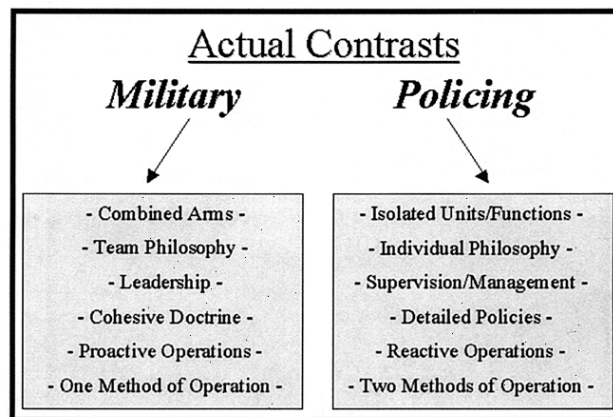 Actual Contrasts
Military
Policing
- Combined Arms -
- Team Philosophy -
- Leadership -
- Cohesive Doctrine -
- Proactive Operations -
- One Method of Operation -
- Isolated Units/Functions -
- Individual Philosophy -
- Supervision/Management -
- Detailed Policies -
- Reactive Operations -
- Two Methods of Operation -